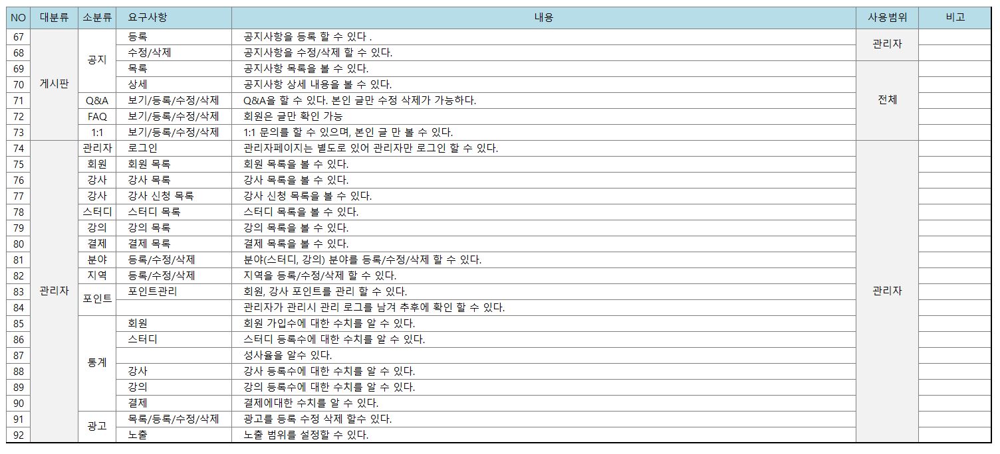 NO 대분류 소분류 요구사항 내용 사용범위 비고
67 게시판 공지 등록 공지사항을 등록 할 수 있다 . 관리자
68 수정/삭제 공지사항을 수정/삭제 할 수 있다.
69 목록 공지사항 목록을 볼 수 있다. 전체
70 상세 공지사항 상세 내용을 볼 수 있다.
71 Q&A 보기/등록/수정/삭제 Q&A을 할 수 있다. 본인 글만 수정 삭제가 가능하다.
72 FAQ 보기/등록/수정/삭제 회원은 글만 확인 가능
73 1:1 보기/등록/수정/삭제 1:1 문의를 할 수 있으며, 본인 글 만 볼 수 있다.
74 관리자 관리자 로그인 관리자페이지는 별도로 있어 관리자만 로그인 할 수 있다. 관리자
75 회원 회원 목록 회원 목록을 볼 수 있다.
76 강사 강사 목록 강사 목록을 볼 수 있다.
77 강사 강사 신청 목록 강사 신청 목록을 볼 수 있다.
78 스터디 스터디 목록 스터디 목록을 볼 수 있다.
79 강의 강의 목록 강의 목록을 볼 수 있다.
80 결제 결제 목록 결제 목록을 볼 수 있다.
81 분야 등록/수정/삭제 분야(스터디, 강의) 분야를 등록/수정/삭제 할 수 있다.
82 지역 등록/수정/삭제 지역을 등록/수정/삭제 할 수 있다.
83 포인트 포인트관리 회원, 강사 포인트를 관리 할 수 있다.
84 관리자가 관리시 관리 로그를 남겨 추후에 확인 할 수 있다.
85 통계 회원 회원 가입수에 대한 수치를 알 수 있다.
86 스터디 스터디 등록수에 대한 수치를 알 수 있다.
87 성사율을 알수 있다.
88 강사 강사 등록수에 대한 수치를 알 수 있다.
89 강의 강의 등록수에 대한 수치를 알 수 있다.
90 결제 결제에대한 수치를 알 수 있다.
91 광고 목록/등록/수정/삭제 광고를 등록 수정 삭제 할수 있다.
92 노출 노출 범위를 설정할 수 있다.